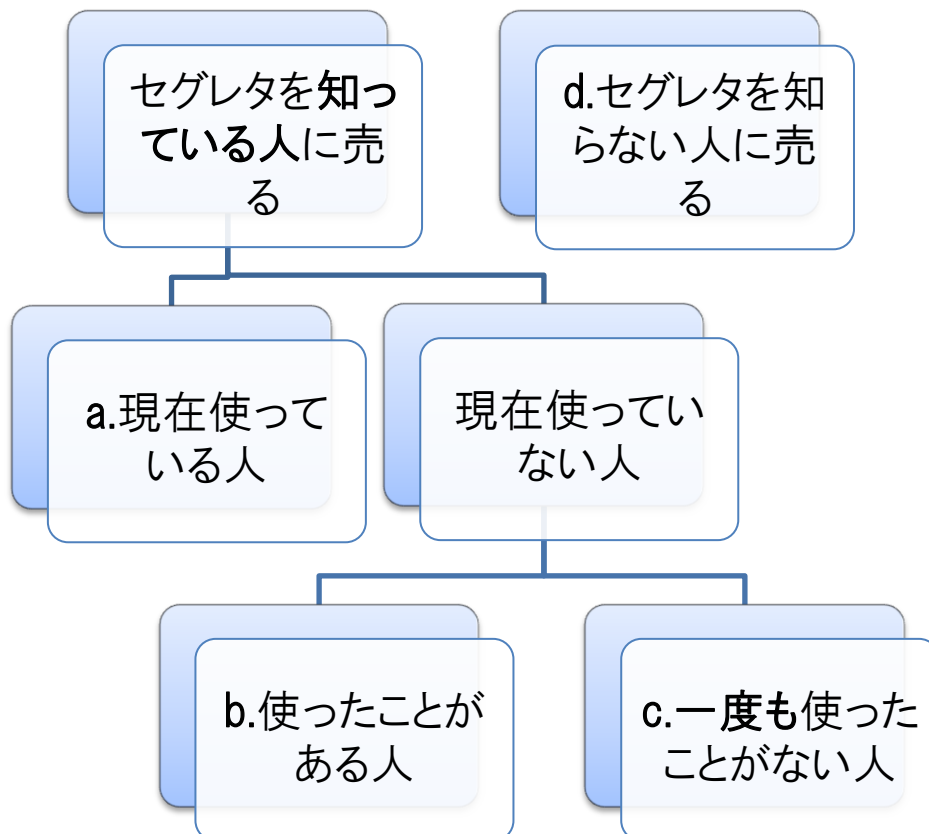 セグレタを知っ
ている人に売
る
d.セグレタを知
らない人に売
る
a.現在使って
いる人
現在使ってい
ない人
b.使ったことが
ある人
c.一度も使った
ことがない人